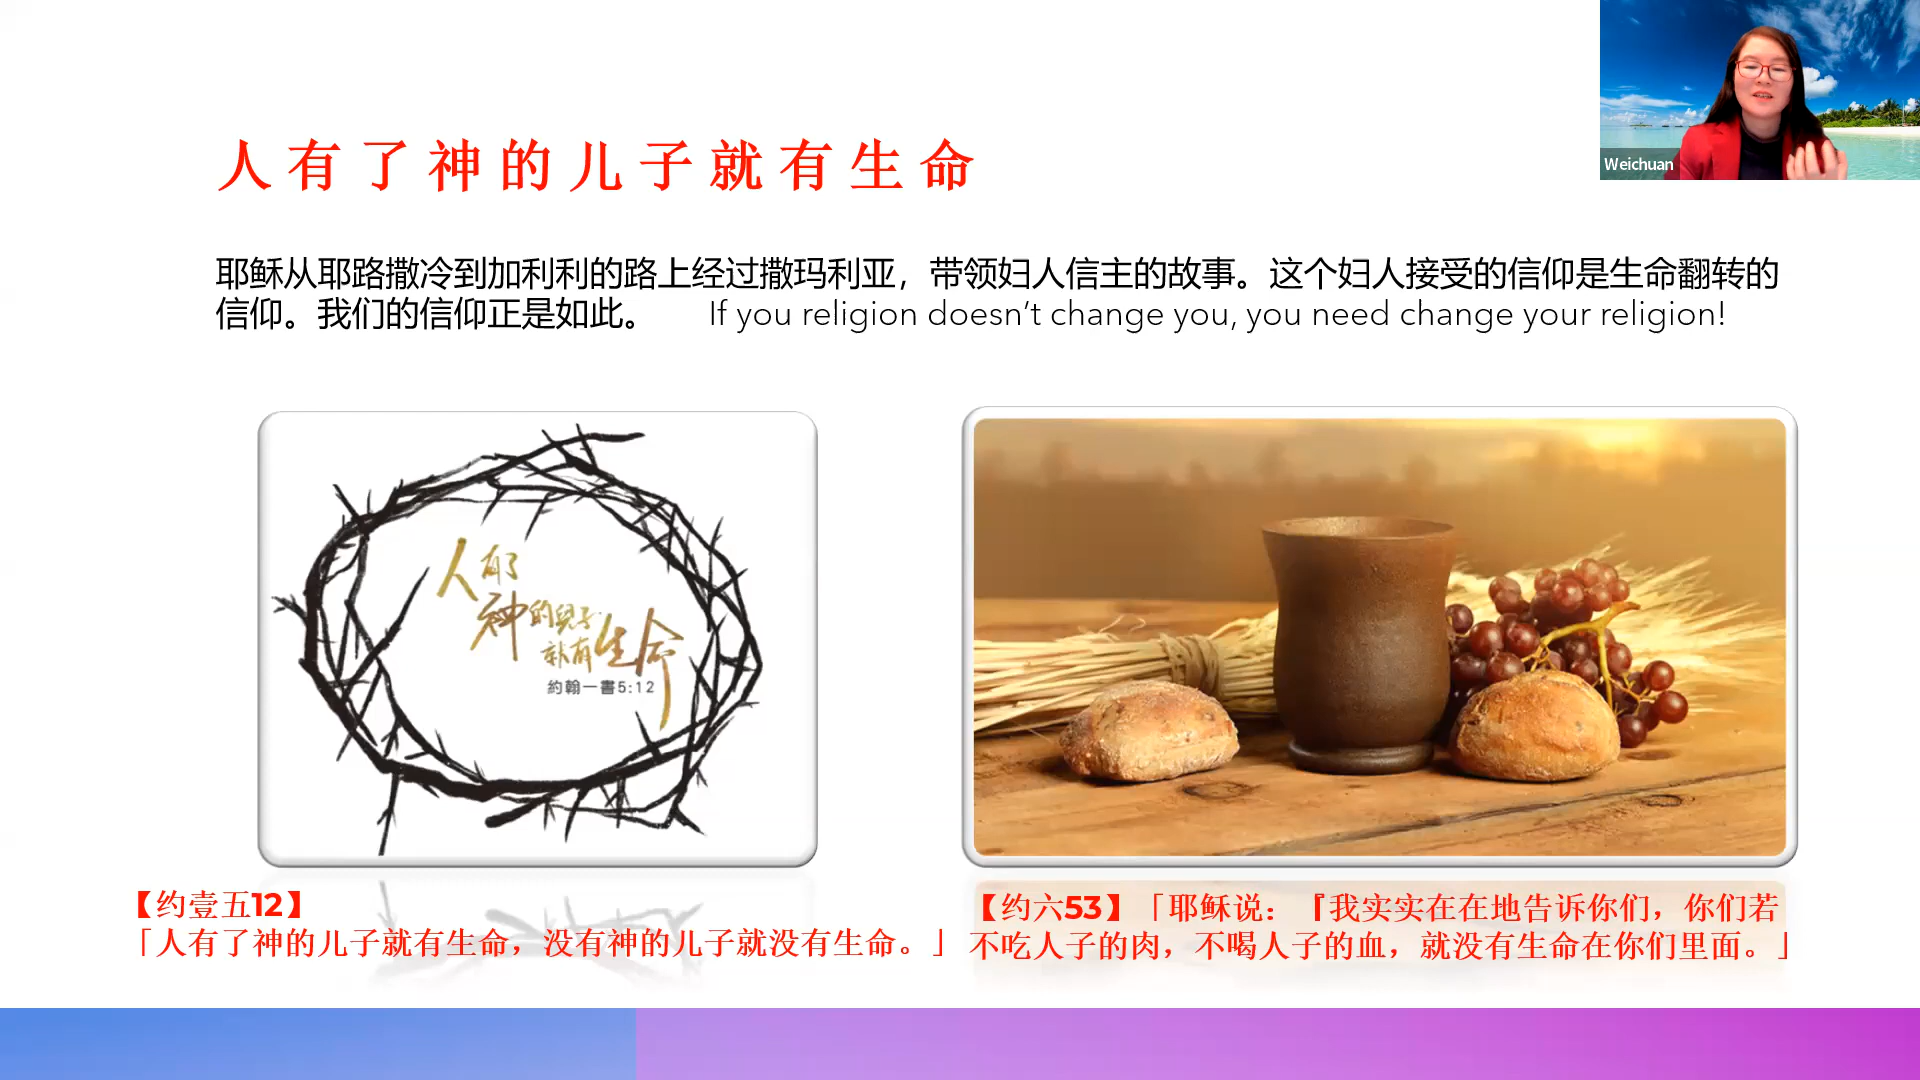 Weichuan
人有了神的儿子就有生命
耶稣从耶路撒冷到加利利的路上经过撒玛利亚，带领妇人信主的故事。这个妇人接受的信仰是生命翻转的
信仰。我们的信仰正是如此。 If you religion doesn’t change you, you need change your religion!
人有了
神的兒子
就有生命
約翰一書5:12
【约壹五12】
「人有了神的儿子就有生命，没有神的儿子就没有生命。」
【约六53】「耶稣说：『我实实在在地告诉你们，你们若
不吃人子的肉，不喝人子的血，就没有生命在你们里面。」